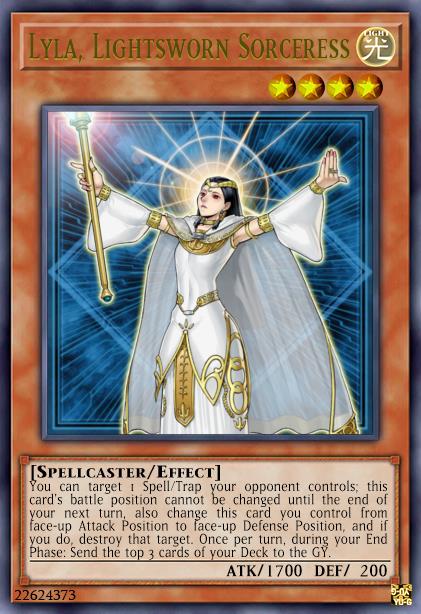 Lyla, Lightsworn Sorceress
LIGHT
光
[Spellcaster/Effect]
You can target 1 Spell/Trap your opponent controls; this
card's battle position cannot be changed until the end of
your next turn, also change this card you control from
face-up Attack Position to face-up Defense Position, and if
you do, destroy that target. Once per turn, during your End
Phase: Send the top 3 cards of your Deck to the GY.
ATK/1700 DEF/ 200
22624373